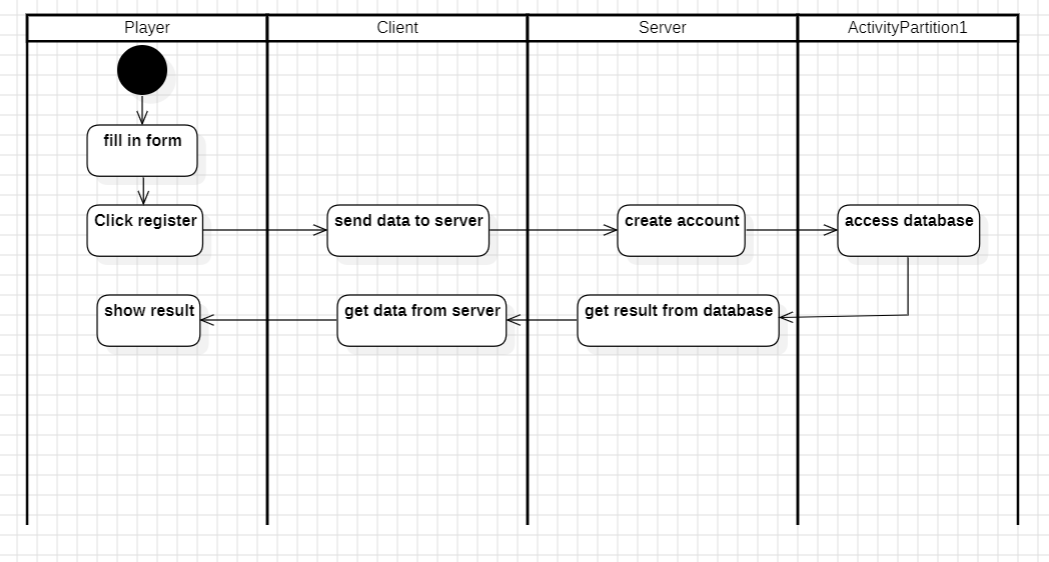 Player
Client
Server
ActivityPartition1
fill in form
Click register
send data to server
create account
access database
show result
get data from server
get result from database